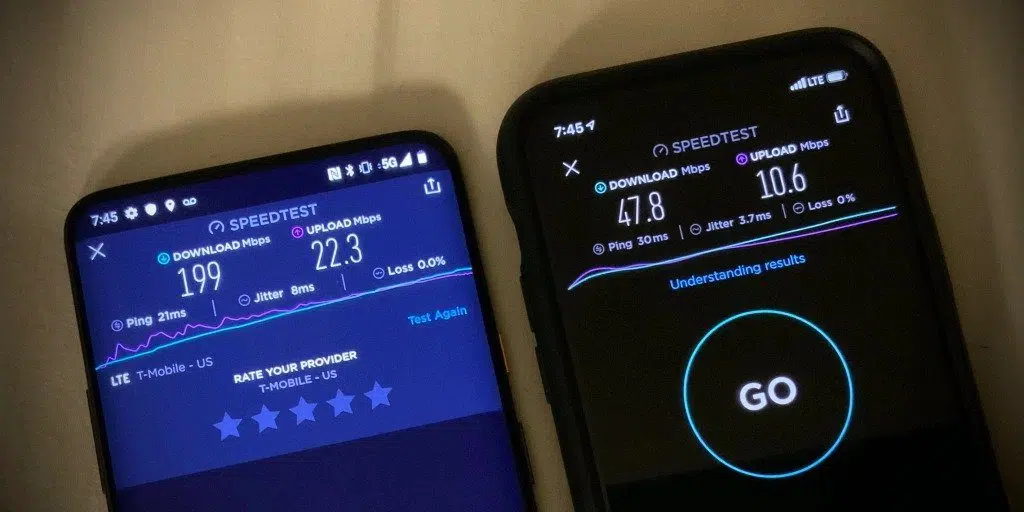 7:45 5G
SPEEDTEST
DOWNLOAD Mbps UPLOAD Mbps
199 22.3
Ping 21ms Jitter 8ms Loss 0.0%
Test Again
LTE T-Mobile - US
RATE YOUR PROVIDER
T-MOBILE - US
7:45 LTE
SPEEDTEST
DOWNLOAD Mbps UPLOAD Mbps
47.8 10.6
Ping 30ms Jitter 3.7ms Loss 0%
Understanding results
GO